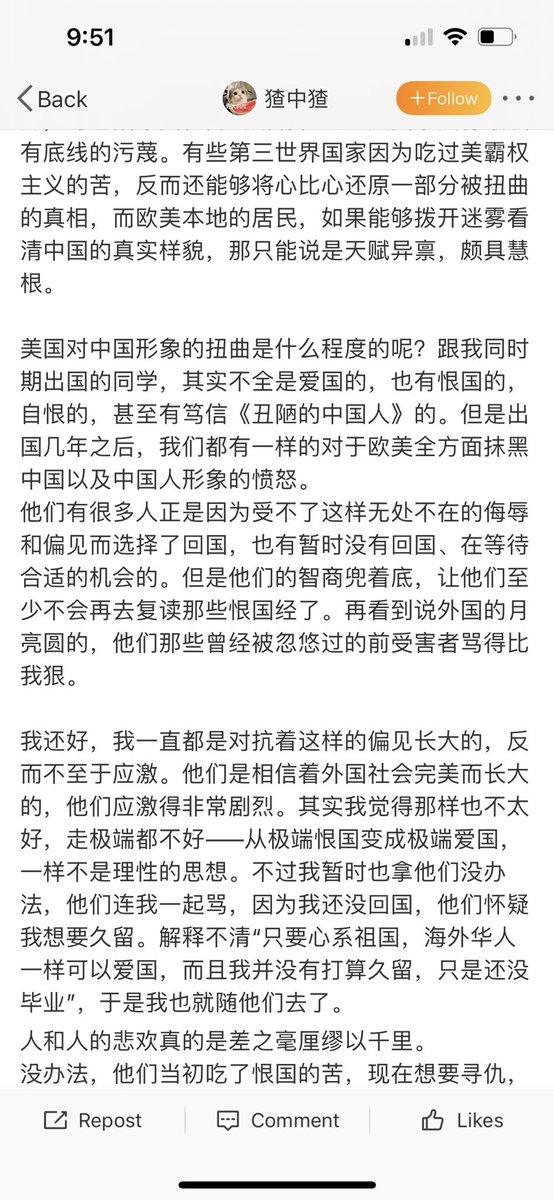 9:51
Back
猹中猹
+Follow
有底线的污蔑。有些第三世界国家因为吃过美霸权
主义的苦，反而还能够将心比心还原一部分被扭曲
的真相，而欧美本地的居民，如果能够拨开迷雾看
清中国的真实样貌，那只能说是天赋异禀，颇具慧
根。
美国对中国形象的扭曲是什么程度的呢？跟我同时
期出国的同学，其实不全是爱国的，也有恨国的，
自恨的，甚至有笃信《丑陋的中国人》的。但是出
国几年之后，我们都有一样的对于欧美全方面抹黑
中国以及中国人形象的愤怒。
他们有很多人正是因为受不了这样无处不在的侮辱
和偏见而选择了回国，也有暂时没有回国、在等待
合适的机会的。但是他们的智商兜着底，让他们至
少不会再去复读那些恨国经了。再看到说外国的月
亮圆的，他们那些曾经被忽悠过的前受害者骂得比
我狠。
我还好，我一直都是对抗着这样的偏见长大的，反
而不至于应激。他们是相信着外国社会完美而长大
的，他们应激得非常剧烈。其实我觉得那样也不太
好，走极端都不好——从极端恨国变成极端爱国，
一样不是理性的思想。不过我暂时也拿他们没办
法，他们连我一起骂，因为我还没回国，他们怀疑
我想要久留。解释不清“只要心系祖国，海外华人
一样可以爱国，而且我并没有打算久留，只是还没
毕业”，于是我也就随他们去了。
人和人的悲欢真的是差之毫厘缪以千里。
没办法，他们当初吃了恨国的苦，现在想要寻仇，
Repost
Comment
Likes